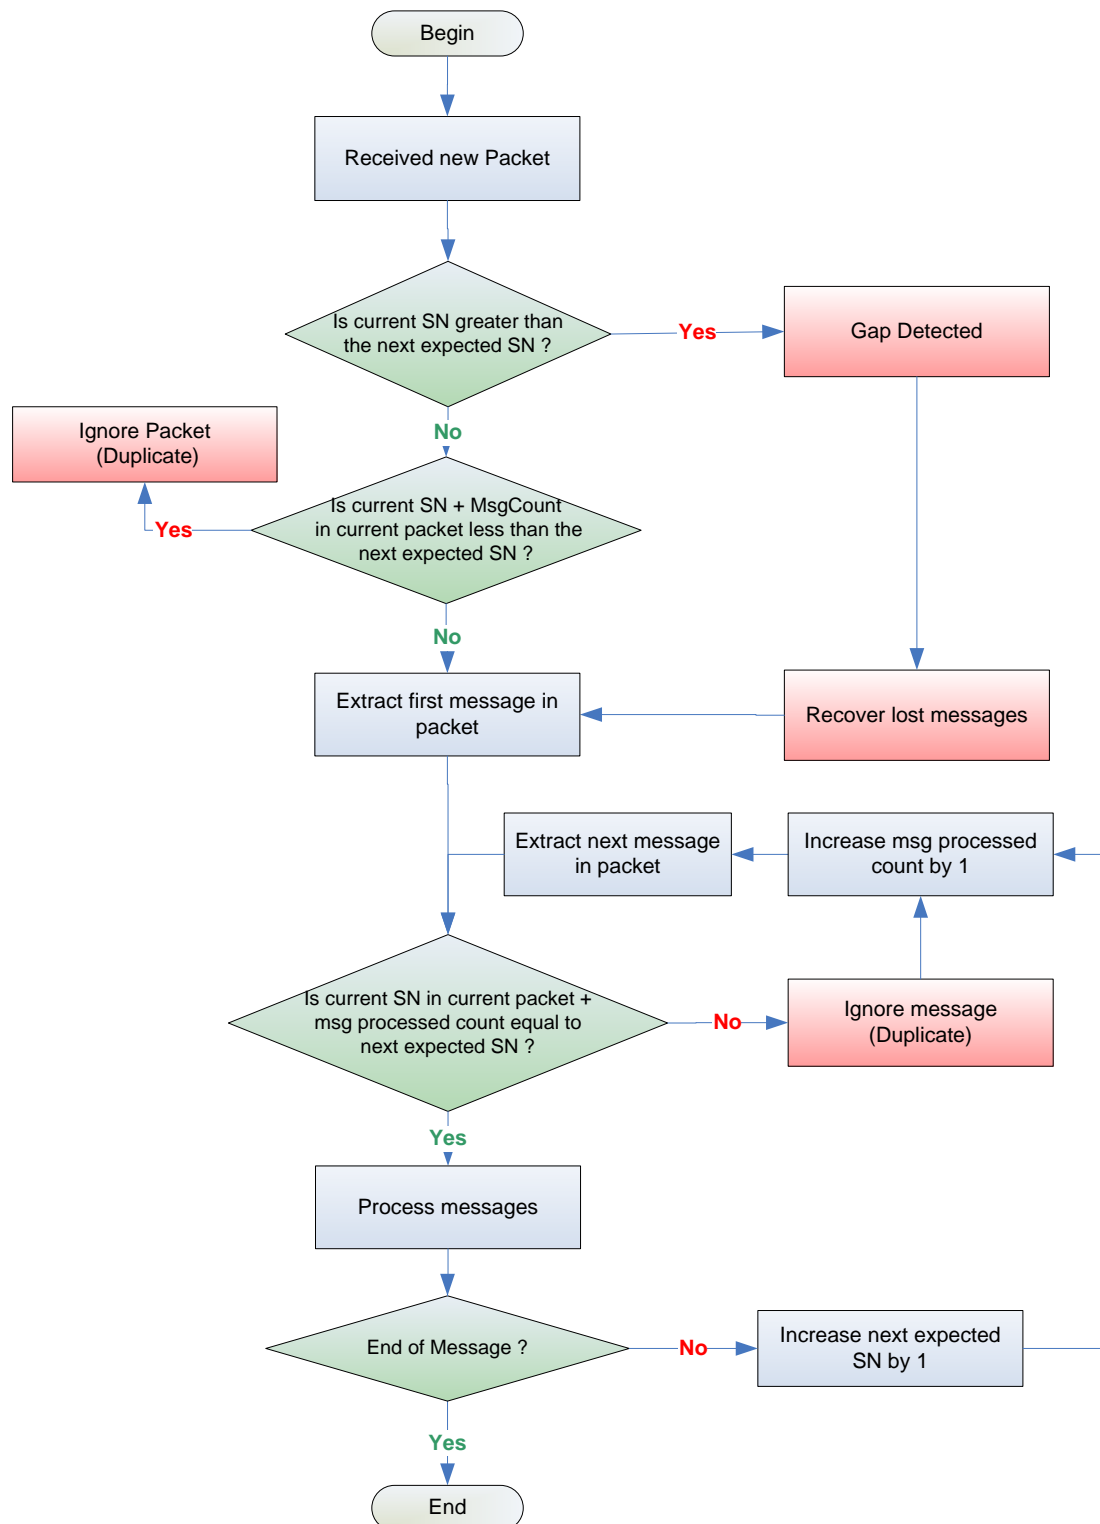 Begin
Received new Packet
Is current SN greater than
the next expected SN ?
Yes
Gap Detected
No
Ignore Packet
(Duplicate)
Is current SN + MsgCount
in current packet less than the
next expected SN ?
Yes
No
Extract first message in
packet
Recover lost messages
Extract next message
in packet
Increase msg processed
count by 1
Is current SN in current packet +
msg processed count equal to
next expected SN ?
No
Ignore message
(Duplicate)
Yes
Process messages
End of Message ?
No
Increase next expected
SN by 1
Yes
End